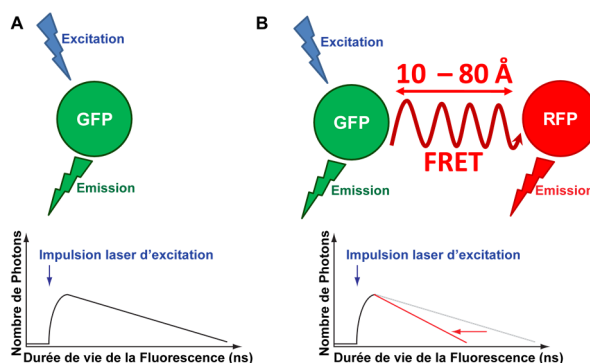 A
Excitation
GFP
Emission
Impulsion laser d'excitation
Nombre de Photons
Durée de vie de la Fluorescence (ns)
B
Excitation
10 – 80 Å
GFP
RFP
FRET
Emission
Emission
Impulsion laser d'excitation
Nombre de Photons
Durée de vie de la Fluorescence (ns)